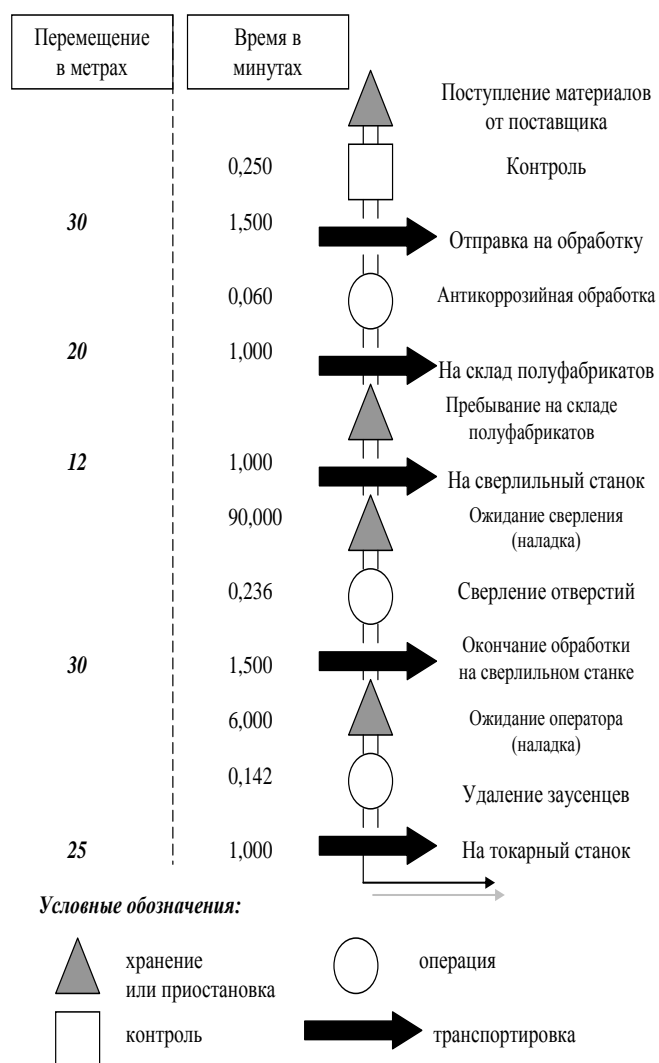 Перемещение
в метрах
Время в
минутах
Поступление материалов
от поставщика
0,250
Контроль
30
1,500
Отправка на обработку
0,060
Антикоррозийная обработка
20
1,000
На склад полуфабрикатов
Пребывание на складе
полуфабрикатов
12
1,000
На сверлильный станок
90,000
Ожидание сверления
(наладка)
0,236
Сверление отверстий
30
1,500
Окончание обработки
на сверлильном станке
6,000
Ожидание оператора
(наладка)
0,142
Удаление заусенцев
25
1,000
На токарный станок
Условные обозначения:
хранение
или приостановка
операция
контроль
транспортировка